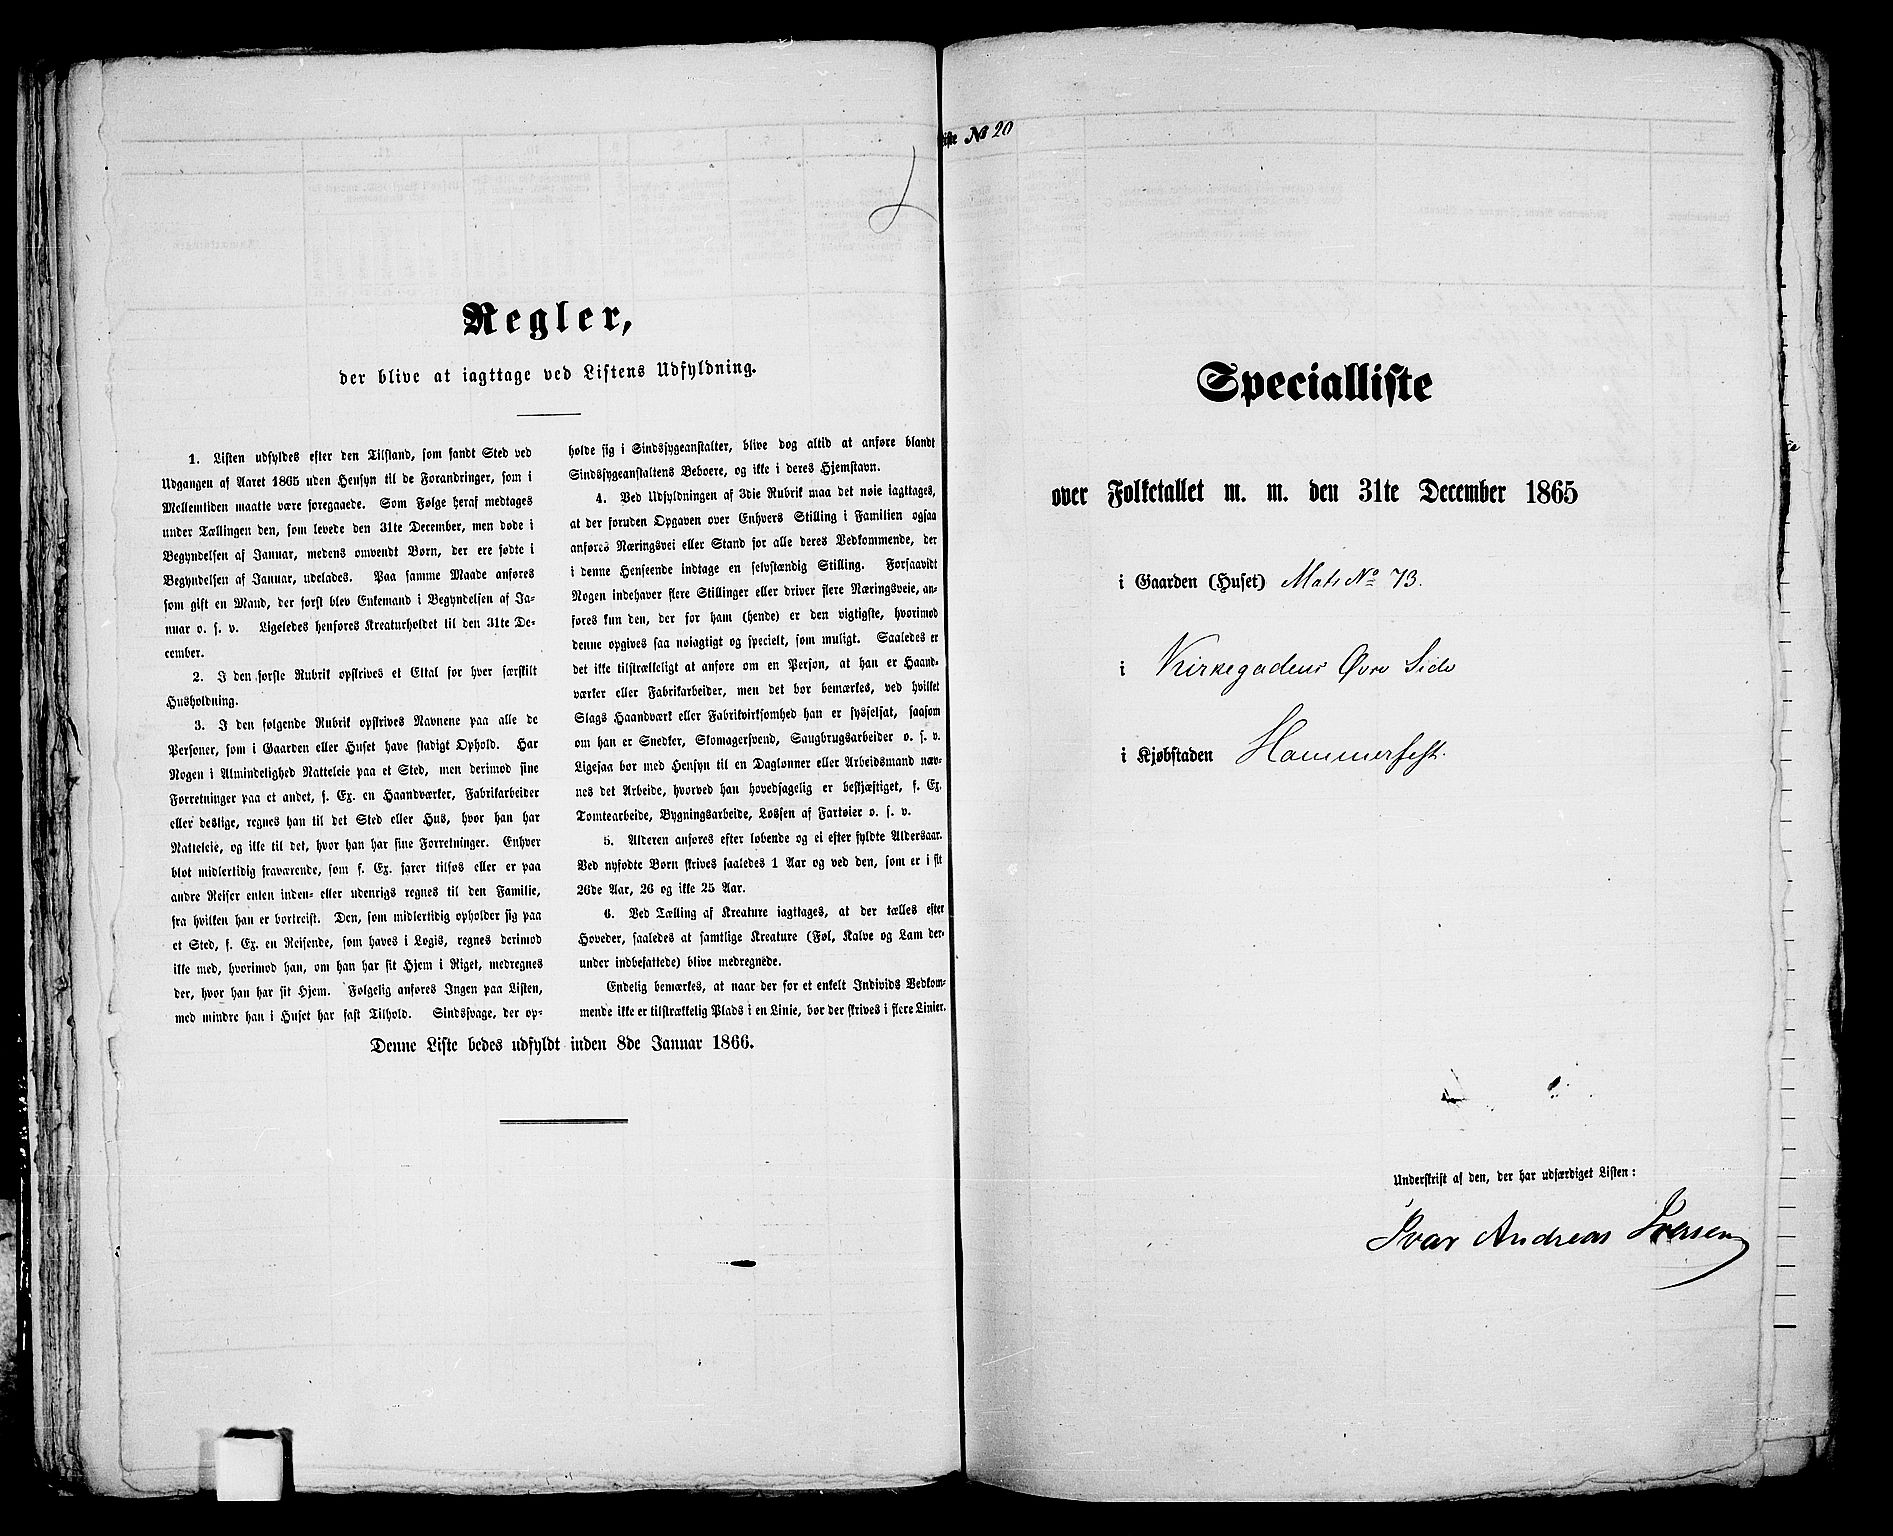 Regler,
der blive at iagttage ved Listens Udfyldning.
1. Listen udfyldes efter den Tilstand, som fandt Sted ved
Udgangen af Aaret 1865 uden Hensyn til de Forandringer, som i
Mellemtiden maatte være foregaaede. Som Følge heraf medtages
under Tællingen den, som levede den 31te December, men døde i
Begyndelsen af Januar, medens omvendt Børn, der ere fødte i
Begyndelsen af Januar, udelades. Paa samme Maade anføres
som gift en Mand, der først blev Enkemand i Begyndelsen af Ja-
nuar o. s. v. Ligeledes henføres Kreaturholdet til den 31te De-
cember.
2. I den første Rubrik opskrives et Ettal for hver særskilt
Husholdning.
3. I den følgende Rubrik opskrives Navnene paa alle de
Personer, som i Gaarden eller Huset have stadigt Ophold. Har
Nogen i Almindelighed Natteleie paa et Sted, men derimod sine
Forretninger paa et andet, f. Ex. en Haandværker, Fabrikarbeider
eller deslige, regnes han til det Sted eller Hus, hvor han har
Natteleie, og ikke til det, hvor han har sine Forretninger. Enhver
blot midlertidig fraværende, som f. Ex. farer tilsøs eller er paa
andre Reiser enten inden- eller udenrigs regnes til den Familie,
fra hvilken han er bortreist. Den, som midlertidig opholder sig paa
et Sted, f. Ex. en Reisende, som haves i Logis, regnes derimod
ikke med, hvorimod han, om han har sit Hjem i Riget, medregnes
der, hvor han har sit Hjem. Følgelig anføres Ingen paa Listen,
med mindre han i Huset har fast Tilhold. Sindssvage, der op-
holde sig i Sindssygeanstalter, blive dog altid at anføre blandt
Sindssygeanstaltens Beboere, og ikke i deres Hjemstavn.
4. Ved Udfyldningen af 3die Rubrik maa det nøie iagttages,
at der foruden Opgaven over Enhvers Stilling i Familien ogsaa
anføres Næringsvei eller Stand for alle deres Vedkommende, der
i denne Henseende indtage en selvstændig Stilling. Forsaavidt
Nogen indehaver flere Stillinger eller driver flere Næringsveie, an-
føres kun den, der for ham (hende) er den vigtigste, hvorimod
denne opgives saa nøiagtigt og specielt, som muligt. Saaledes er
det ikke tilstrækkeligt at anføre om en Person, at han er Haand-
værker eller Fabrikarbeider, men det bør bemærkes, ved hvilket
Slags Haandværk eller Fabrikvirksomhed han er sysselsat, saasom
om han er Snedker, Skomagersvend, Saugbrugsarbeider o. s. v.
Ligesaa bør med Hensyn til en Daglønner eller Arbeidsmand næv-
nes det Arbeide, hvorved han hovedsagelig er beskjæftiget, f. Ex.
Tomtearbeide, Bygningsarbeide, Lossen af Fartøier o. s. v.
5. Alderen anføres efter løbende og ei efter fyldte Aldersaar.
Ved nyfødte Børn skrives saaledes 1 Aar og ved den, som er i sit
26de Aar, 26 og ikke 25 Aar.
6. Ved Tælling af Kreature iagttages, at der tælles efter
Hoveder, saaledes at samtlige Kreature (Føl, Kalve og Lam der-
under indbefattede) blive medregnede.
Endelig bemærkes, at naar der for et enkelt Individs Vedkom-
mende ikke er tilstrækkelig Plads i en Linie, bør der skrives i flere Linier.
Denne Liste bedes udfyldt inden 8de Januar 1866.
iste No 20
Specialliste
over Folketallet m. m. den 31te December 1865
i Gaarden (Huset) Mats No 73.
i Kirkegadens Øvre Side
i Kjøbstaden Hammerfest.
Underskrift af den, der har udfærdiget Listen:
Ivar Andreas Iversen